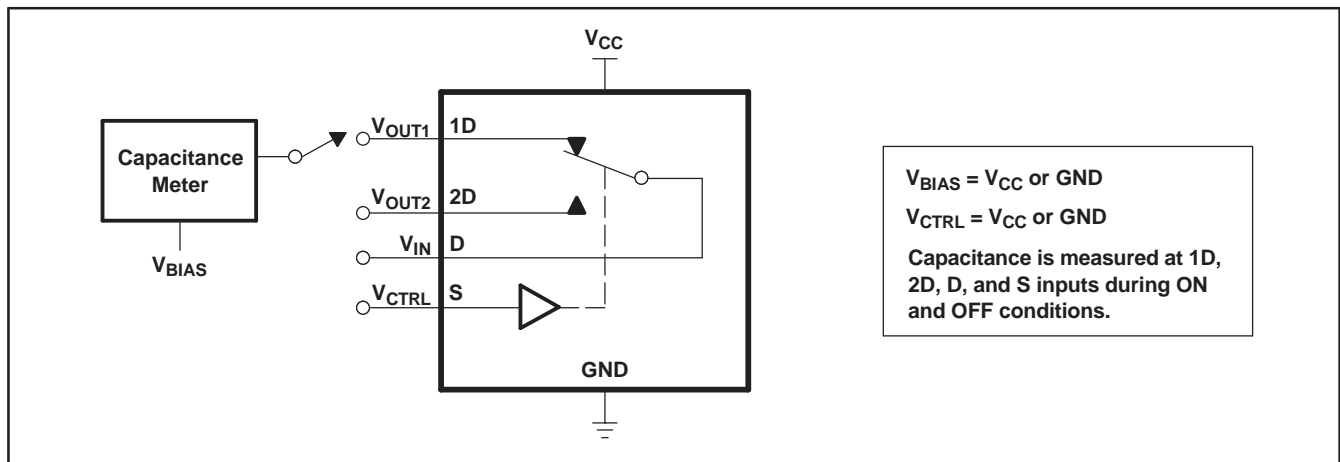 VCC
Capacitance
Meter
VBIAS
VOUT1 1D
VOUT2 2D
VIN D
VCTRL S
GND
VBIAS = VCC or GND
VCTRL = VCC or GND
Capacitance is measured at 1D,
2D, D, and S inputs during ON
and OFF conditions.